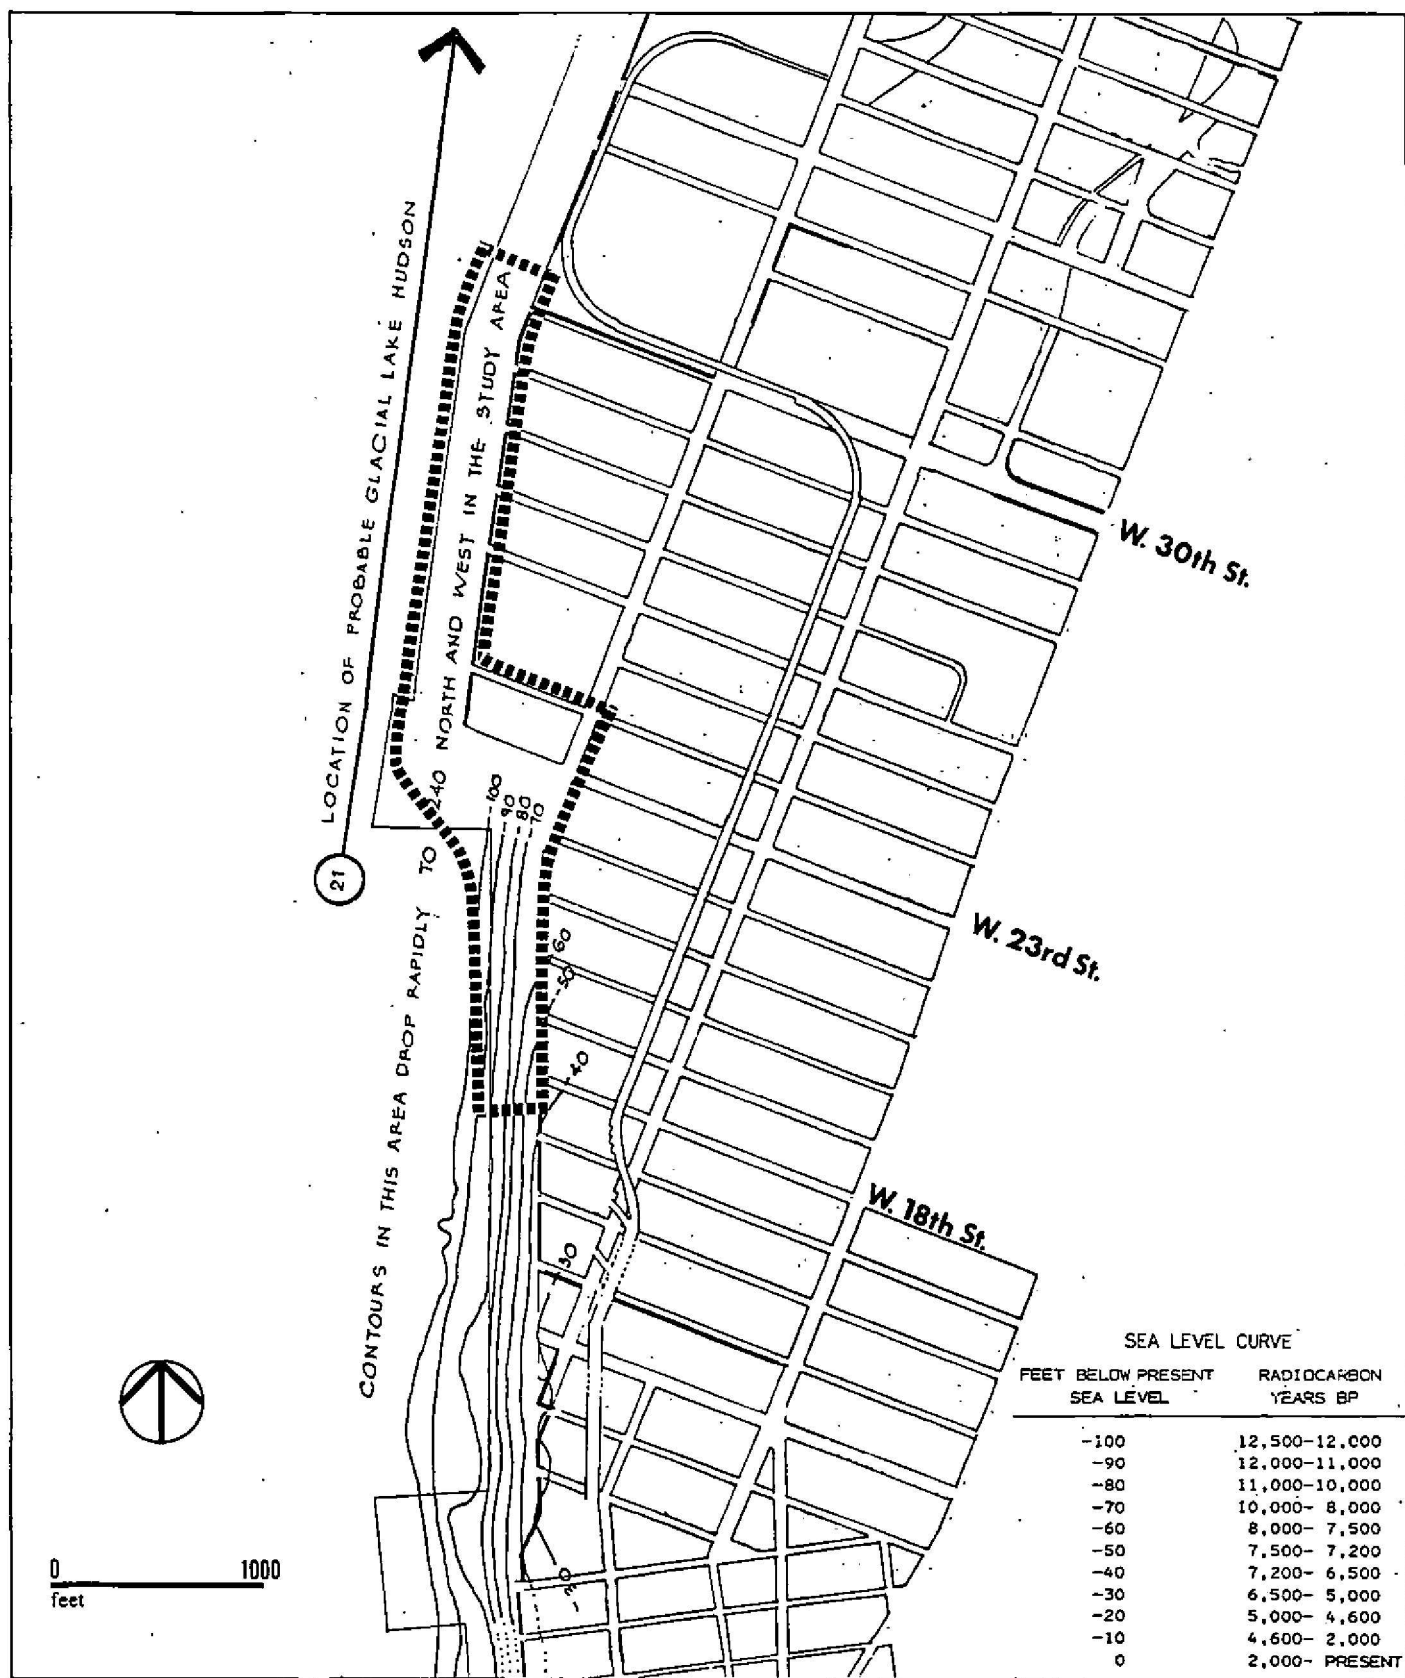 LOCATION OF PROBABLE GLACIAL LAKE HUDSON
21
CONTOURS IN THIS AREA DROP RAPIDLY TO -240 NORTH AND WEST IN THE STUDY AREA
-100
-90
-80
-70
-60
-50
-40
-30
-30
W. 30th St.
W. 23rd St.
W. 18th St.
0 1000
feet
SEA LEVEL CURVE
FEET BELOW PRESENT RADIOCARBON
SEA LEVEL YEARS BP
-100 12,500-12,000
-90 12,000-11,000
-80 11,000-10,000
-70 10,000- 8,000
-60 8,000- 7,500
-50 7,500- 7,200
-40 7,200- 6,500
-30 6,500- 5,000
-20 5,000- 4,600
-10 4,600- 2,000
0 2,000- PRESENT